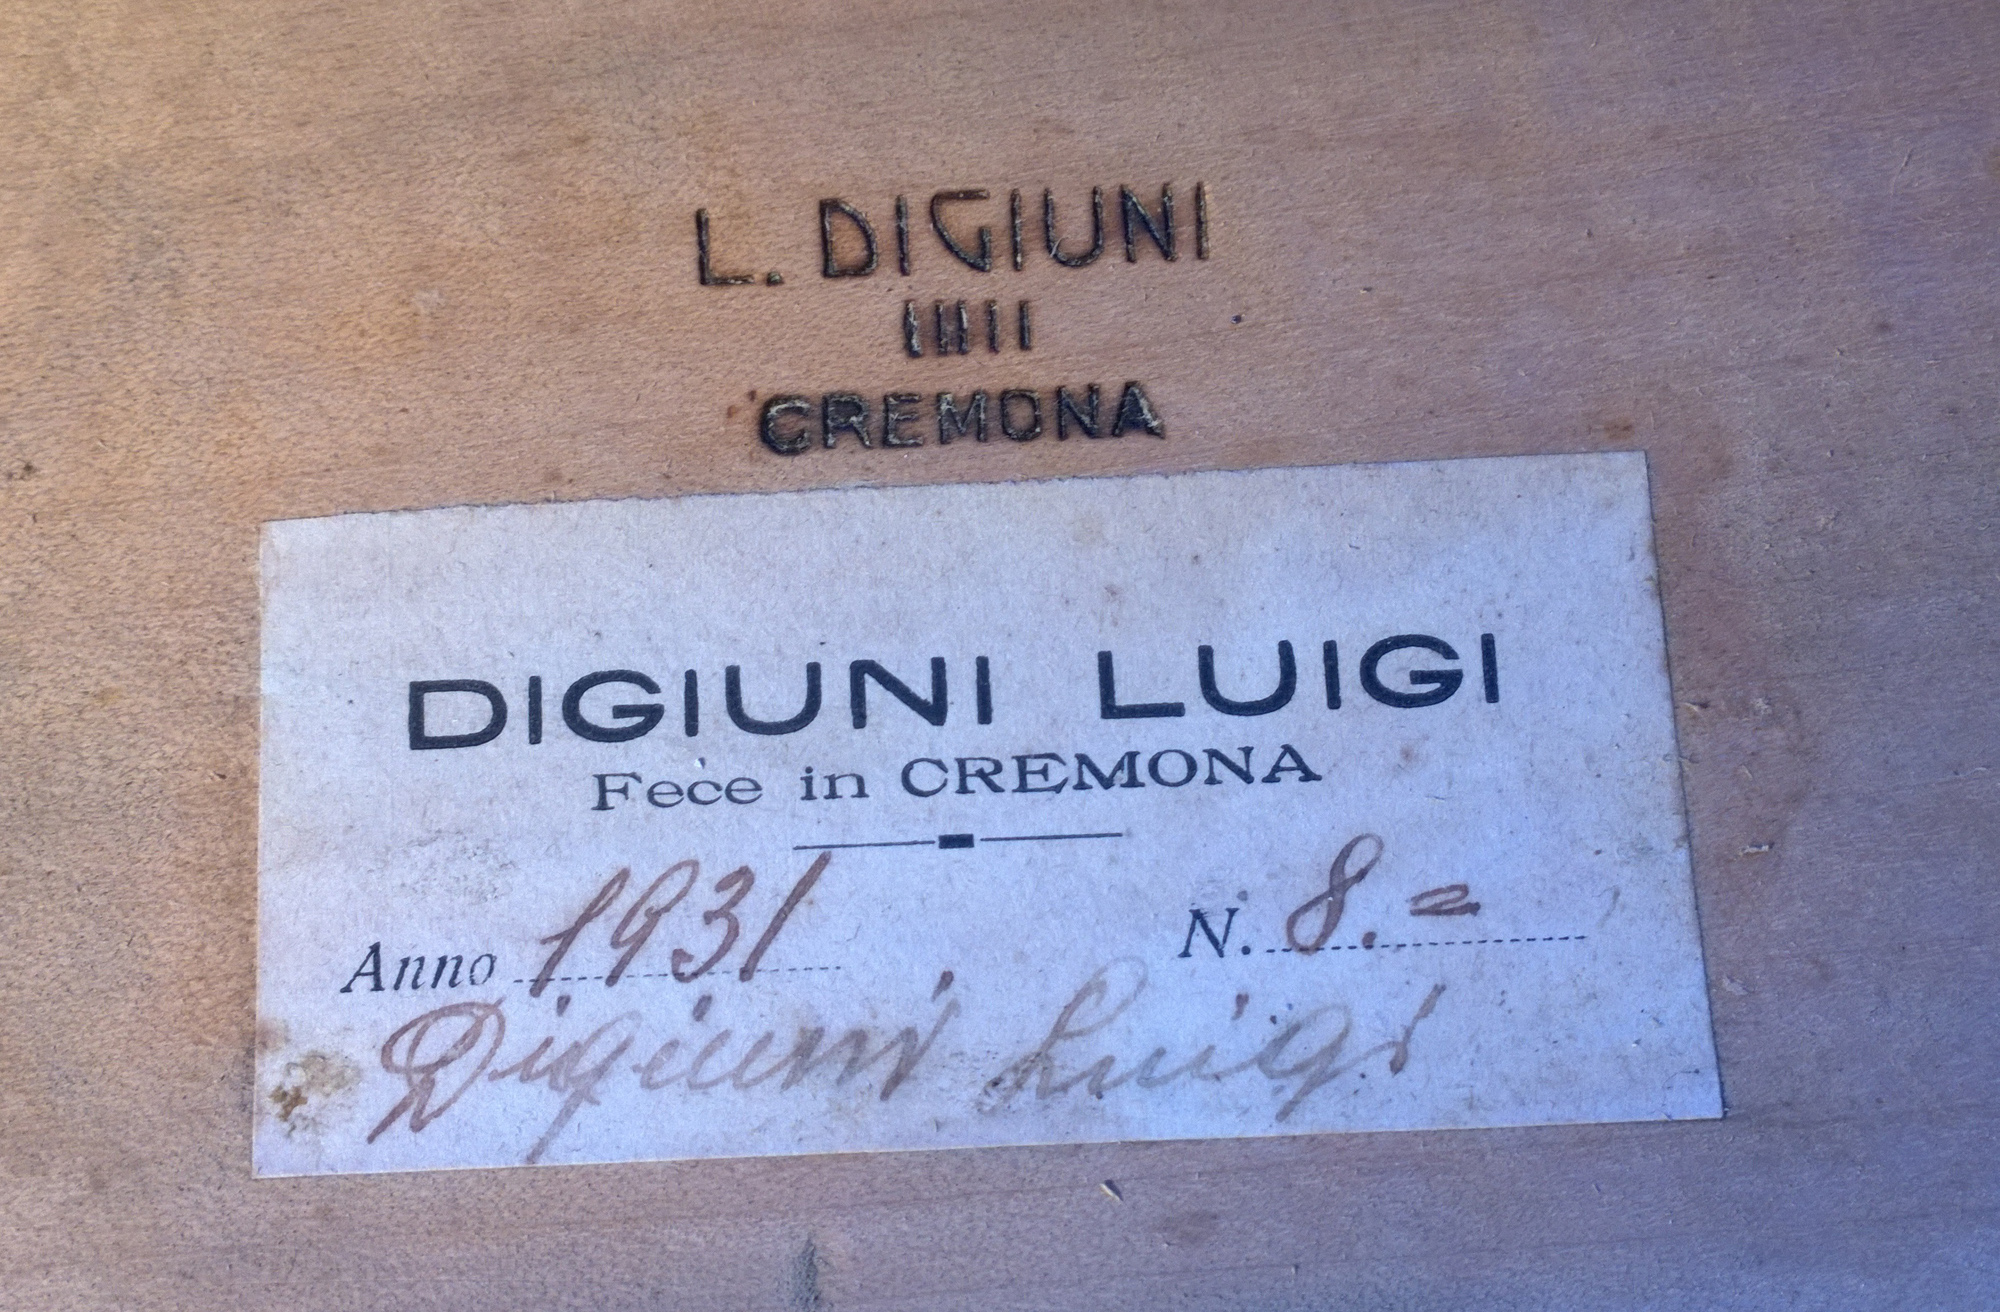 L. DIGIUNI
IIIII
CREMONA
DIGIUNI LUIGI
Fece in CREMONA
Anno 1931 N. 8. =
Digiuni Luigi